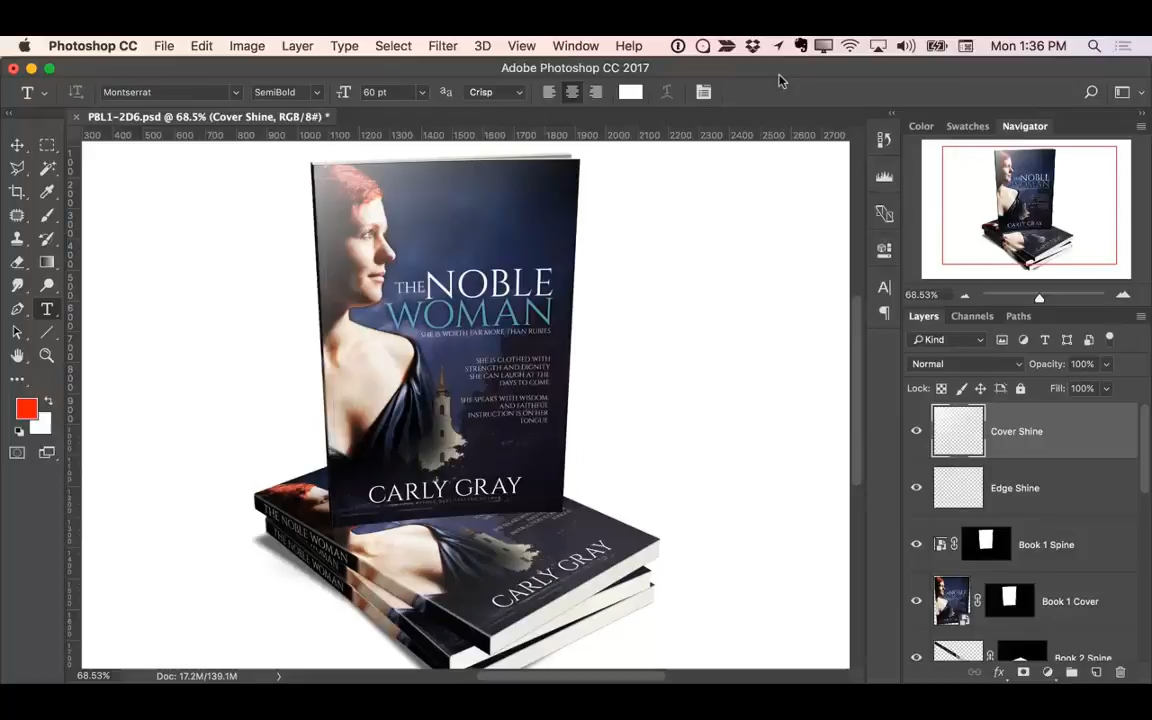 Photoshop CC File Edit Image Layer Type Select Filter 3D View Window Help Mon 1:36 PM
Adobe Photoshop CC 2017
Montserrat SemiBold 60 pt Crisp
PBL1-2D6.psd @ 68.5% (Cover Shine, RGB/8#) *
300 400 500 600 700 800 900 1000 1100 1200 1300 1400 1500 1600 1700 1800 1900 2000 2100 2200 2300 2400 2500 2600 2700
Color Swatches Navigator
THE NOBLE
WOMAN
SHE IS WORTH FAR MORE THAN RUBIES
SHE IS CLOTHED WITH
STRENGTH AND DIGNITY
SHE CAN LAUGH AT THE
DAYS TO COME
SHE SPEAKS WITH WISDOM,
AND FAITHFUL
INSTRUCTION IS ON HER
TONGUE
CARLY GRAY
THE NOBLE WOMAN
CARLY GRAY
68.53%
Layers Channels Paths
Kind
Normal Opacity: 100%
Lock: Fill: 100%
Cover Shine
Edge Shine
Book 1 Spine
Book 1 Cover
Book 2 Spine
68.53% Doc: 17.2M/139.1M